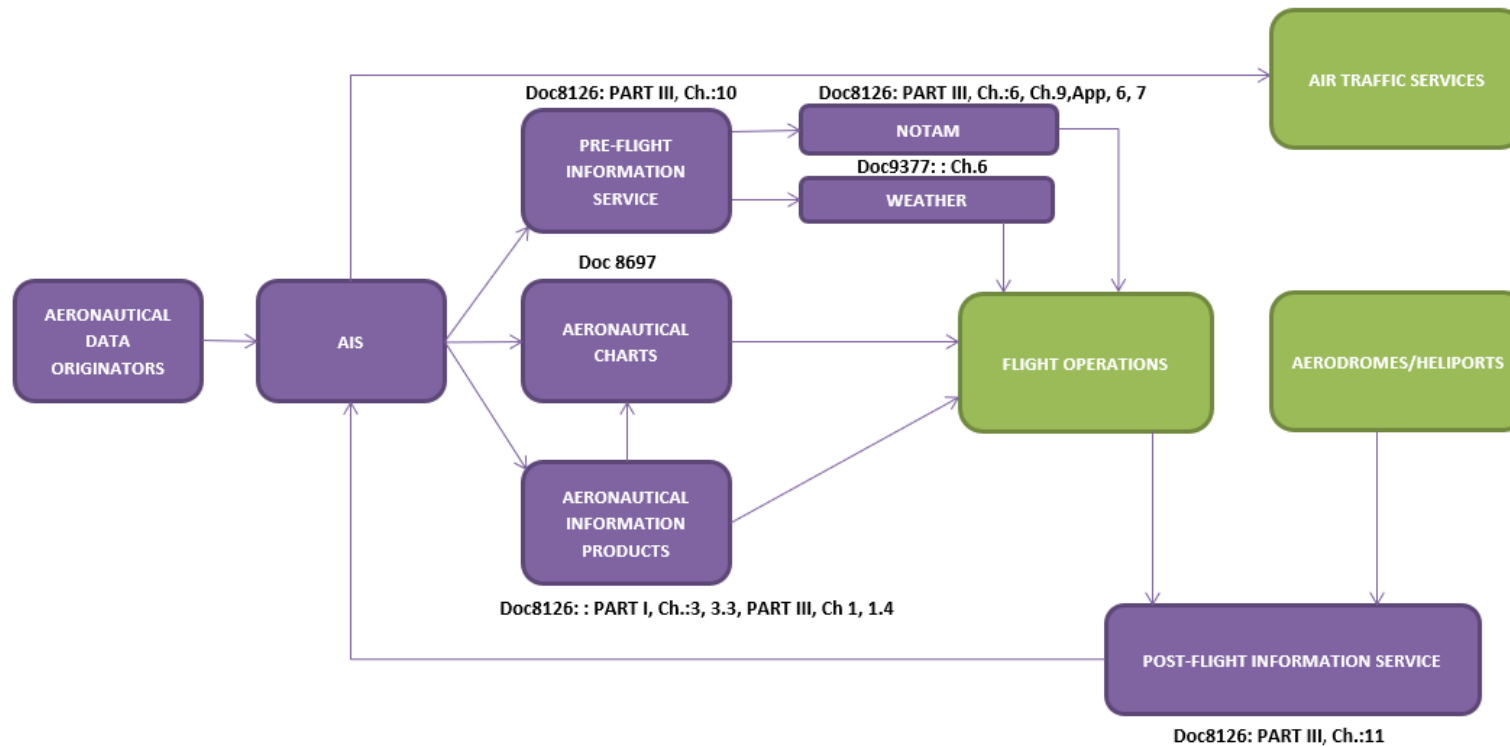 AIR TRAFFIC SERVICES
Doc8126: PART III, Ch.:10
Doc8126: PART III, Ch.:6, Ch.9,App, 6, 7
PRE-FLIGHT
INFORMATION
SERVICE
NOTAM
Doc9377: : Ch.6
WEATHER
Doc 8697
AERONAUTICAL
DATA
ORIGINATORS
AIS
AERONAUTICAL
CHARTS
FLIGHT OPERATIONS
AERODROMES/HELIPORTS
AERONAUTICAL
INFORMATION
PRODUCTS
Doc8126: : PART I, Ch.:3, 3.3, PART III, Ch 1, 1.4
POST-FLIGHT INFORMATION SERVICE
Doc8126: PART III, Ch.:11